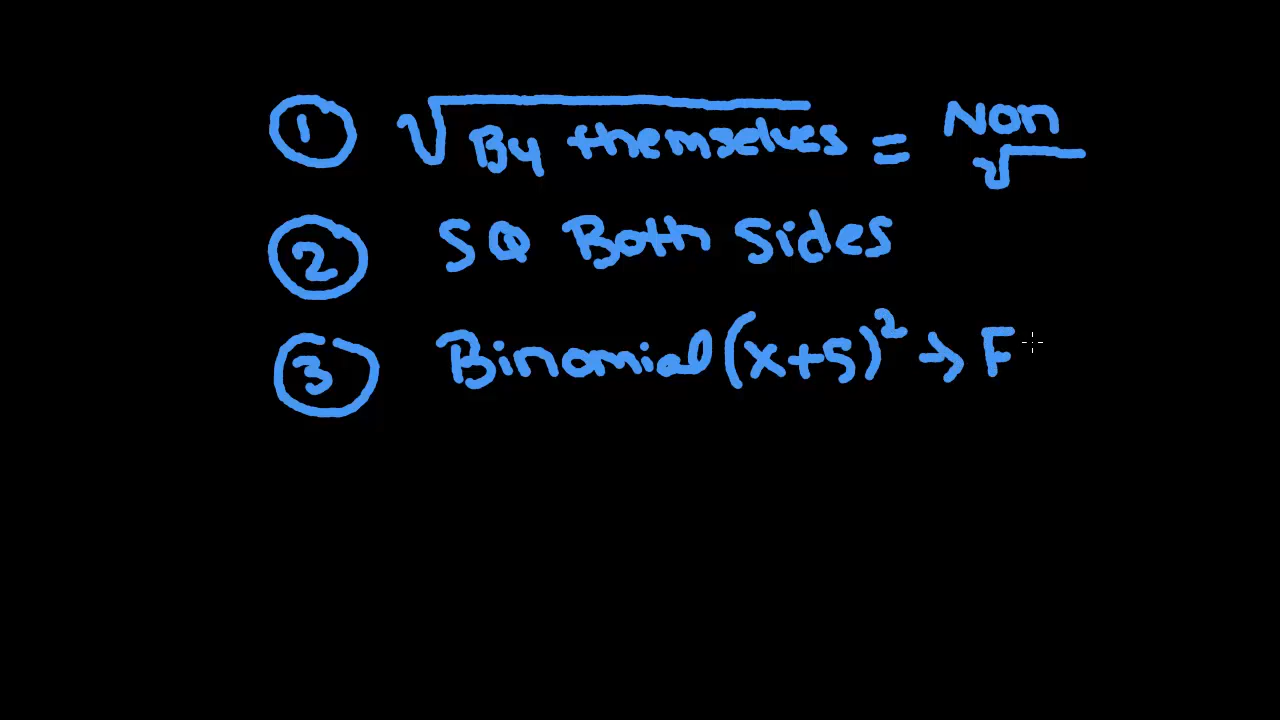 ① √By themselves = Non √
② SQ Both Sides
③ Binomial (x+5)² → F